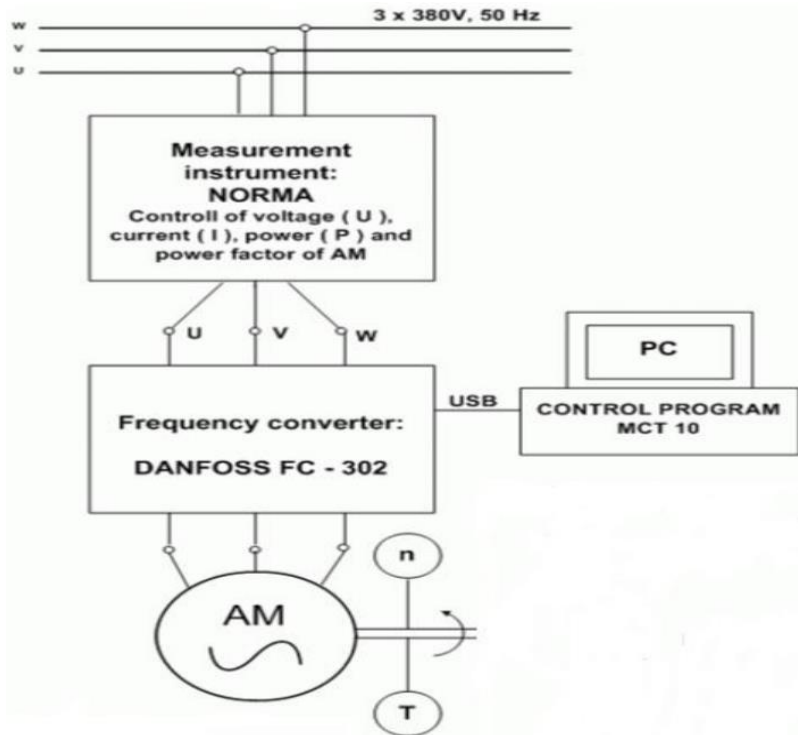 3 x 380V, 50 Hz
W
V
U
Measurement
instrument:
NORMA
Controll of voltage ( U ),
current ( I ), power ( P ) and
power factor of AM
U V W
PC
USB
CONTROL PROGRAM
MCT 10
Frequency converter:
DANFOSS FC - 302
n
AM
T